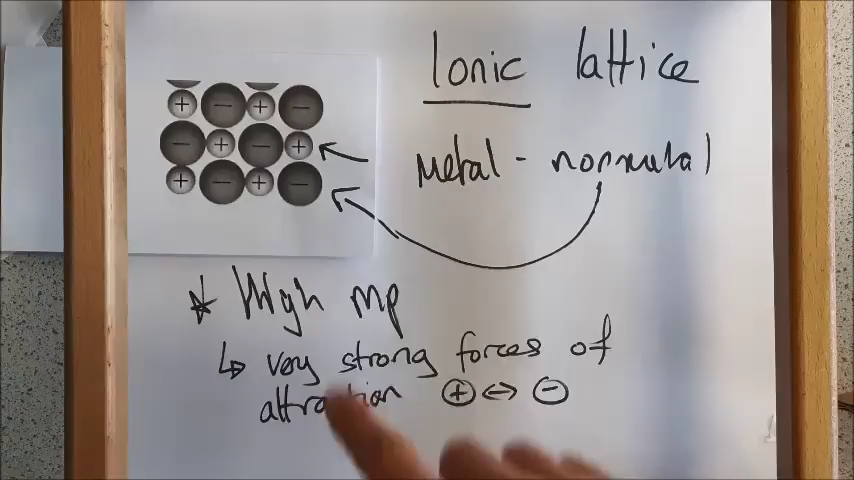 Ionic lattice
Metal - nonmetal
+ - + -
- + - +
+ - + -
* High mp
↳ very strong forces of
attraction + ↔ -